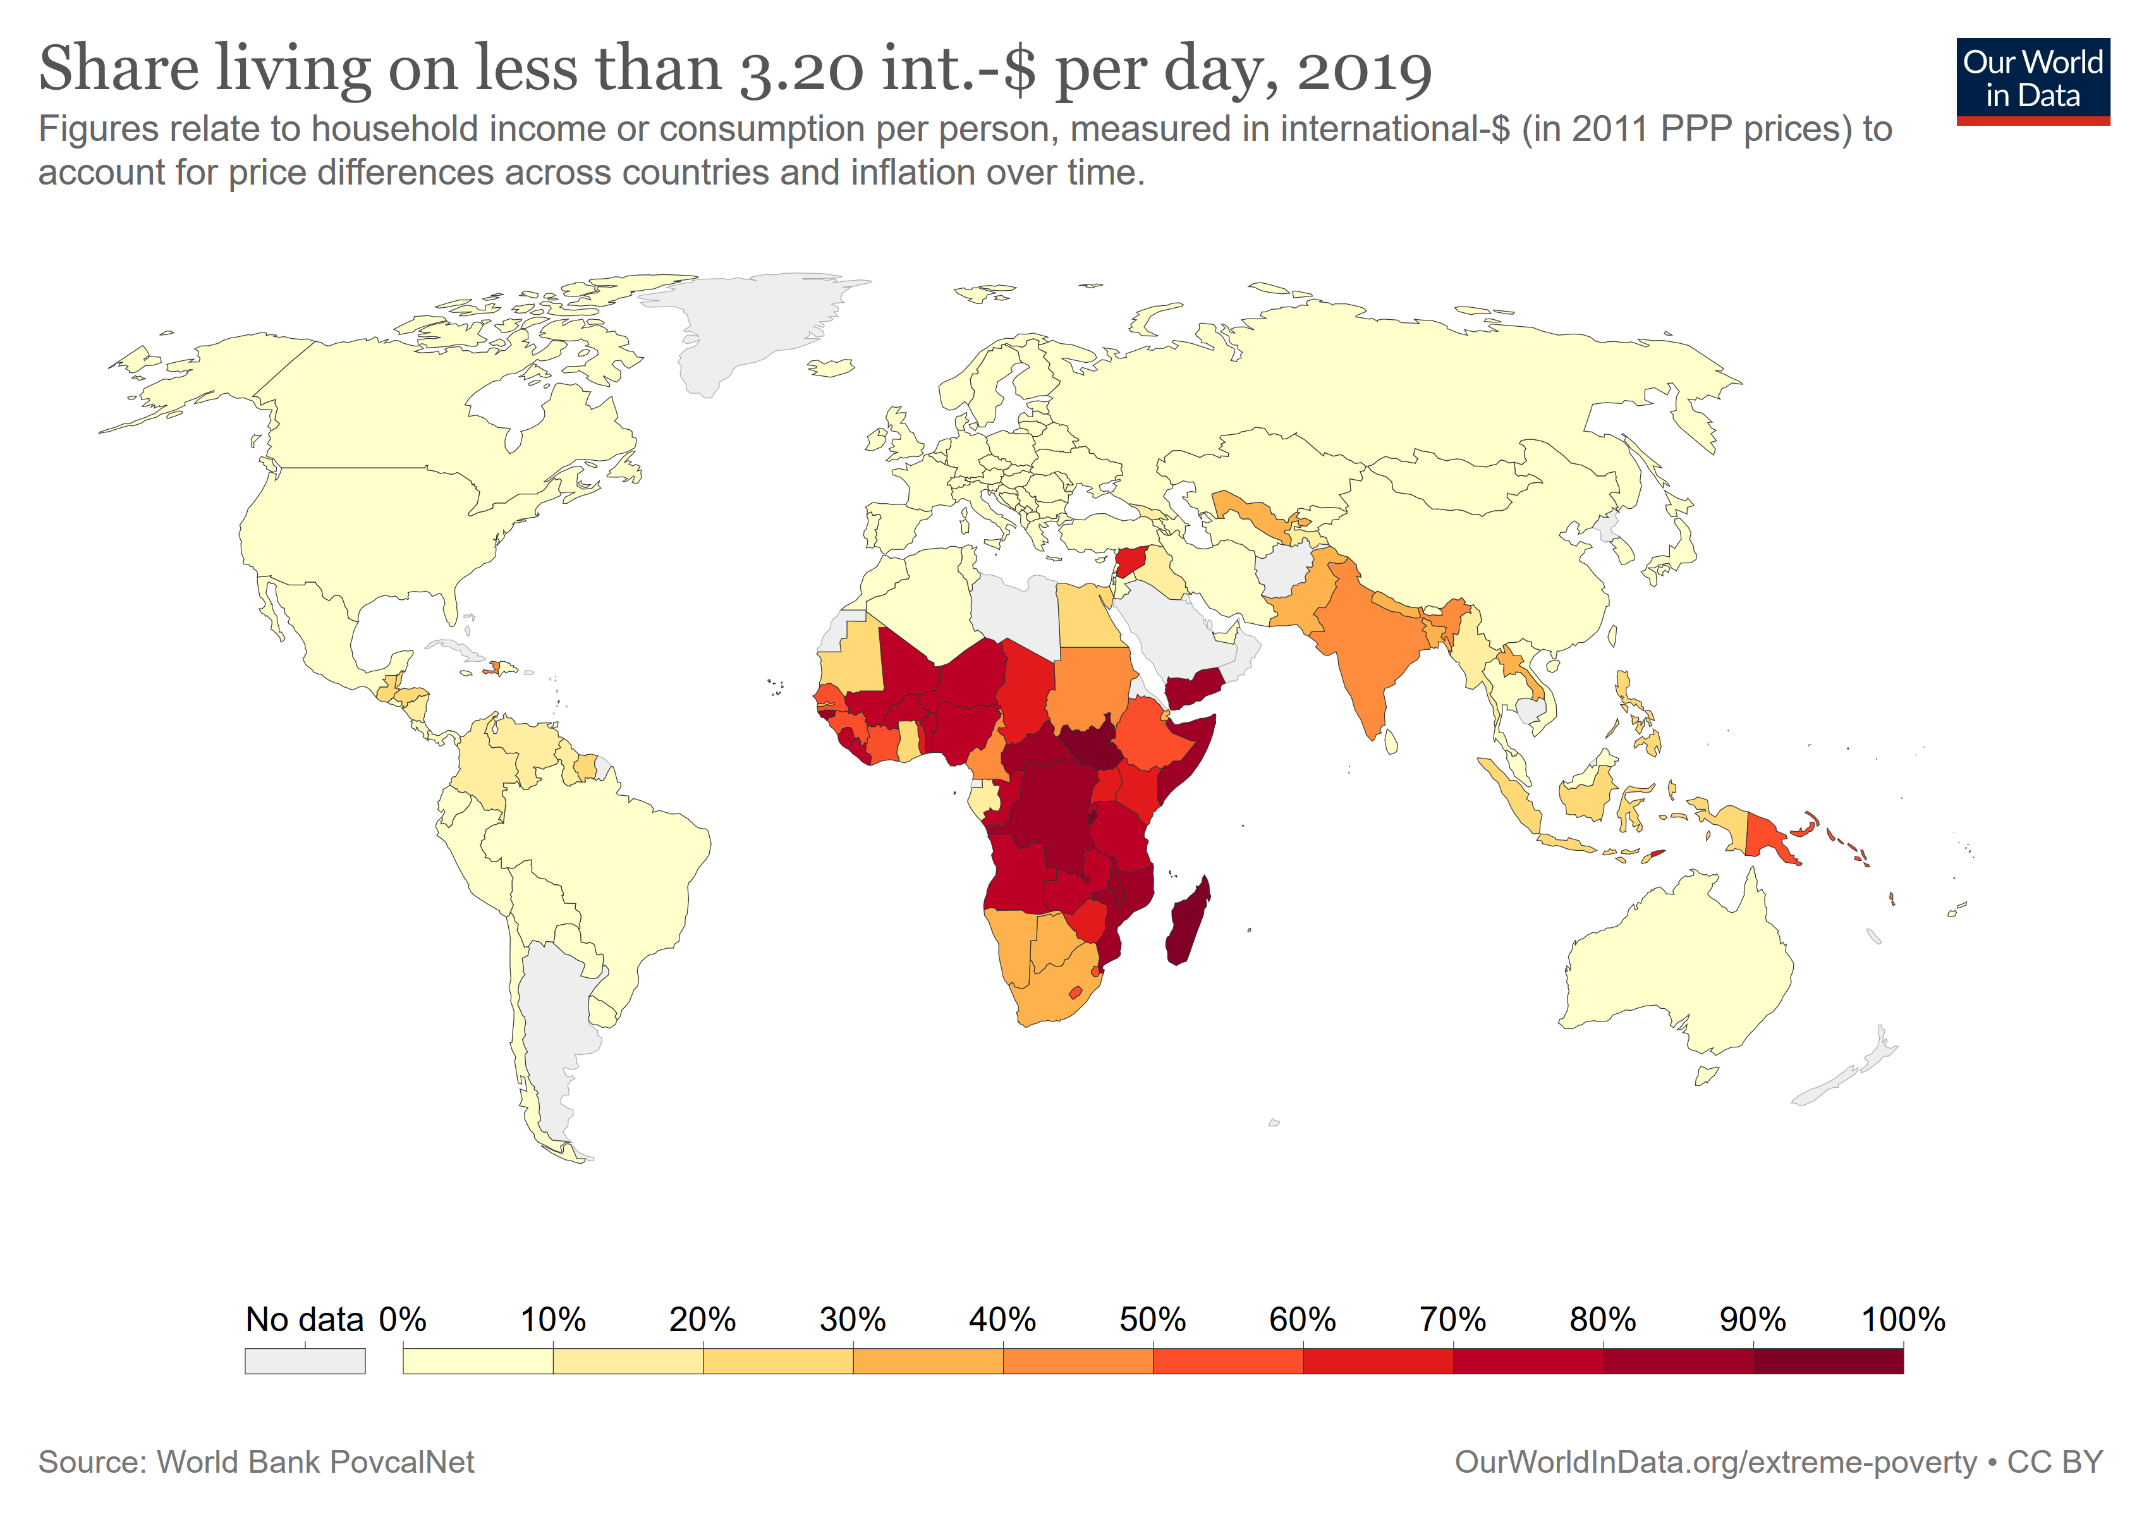 Share living on less than 3.20 int.-$ per day, 2019
Our World
in Data
Figures relate to household income or consumption per person, measured in international-$ (in 2011 PPP prices) to
account for price differences across countries and inflation over time.
No data 0% 10% 20% 30% 40% 50% 60% 70% 80% 90% 100%
Source: World Bank PovcalNet
OurWorldInData.org/extreme-poverty • CC BY